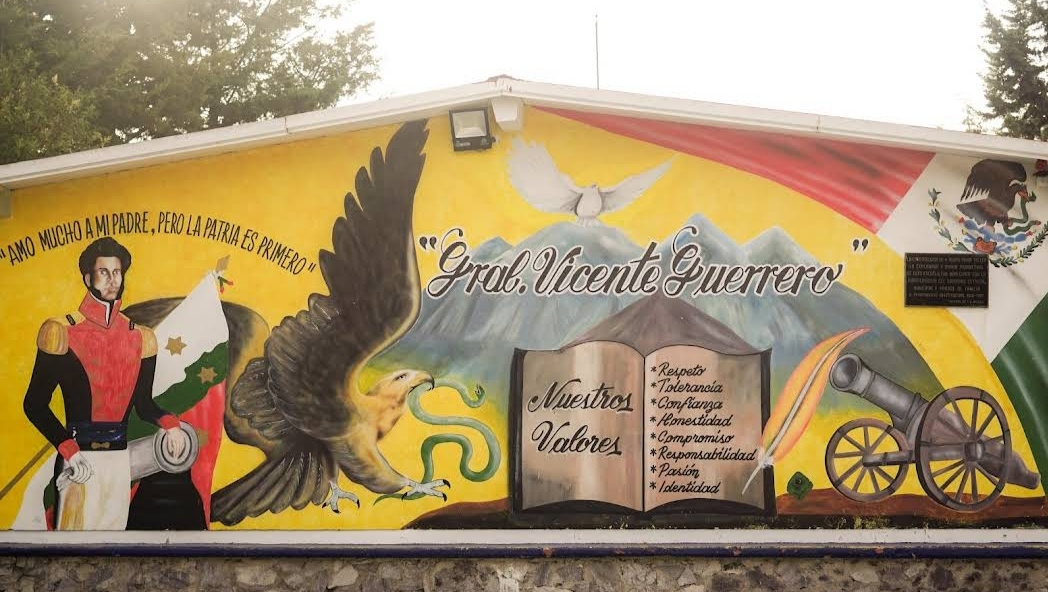 "AMO MUCHO A MI PADRE, PERO LA PATRIA ES PRIMERO"
"Gral. Vicente Guerrero"
Nuestros
Valores
* Respeto
* Tolerancia
* Confianza
* Honestidad
* Compromiso
* Responsabilidad
* Pasión
* Identidad